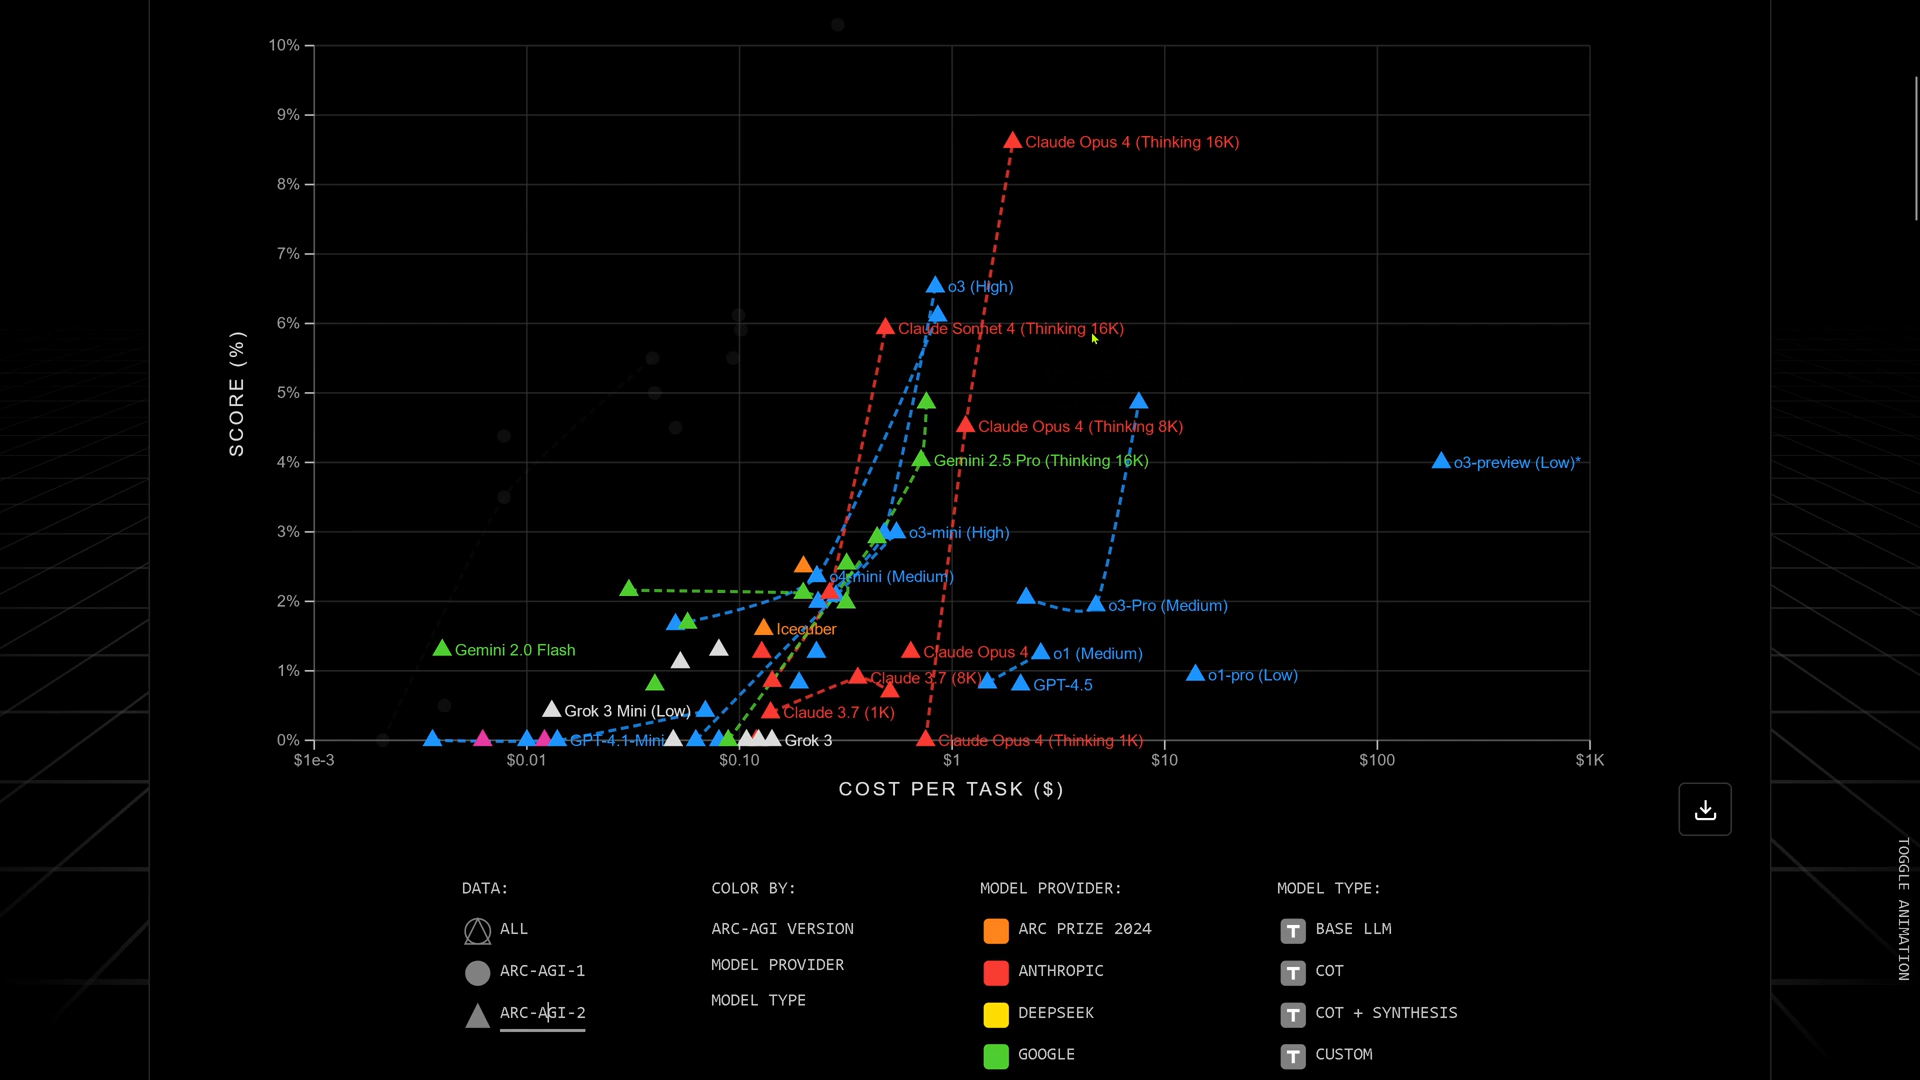 10%
9%
Claude Opus 4 (Thinking 16K)
8%
7%
o3 (High)
6%
Claude Sonnet 4 (Thinking 16K)
SCORE (%)
5%
Claude Opus 4 (Thinking 8K)
4%
Gemini 2.5 Pro (Thinking 16K)
o3-preview (Low)*
3%
o3-mini (High)
o4-mini (Medium)
2%
o3-Pro (Medium)
Icecuber
Gemini 2.0 Flash
Claude Opus 4
o1 (Medium)
1%
Claude 3.7 (8K)
GPT-4.5
o1-pro (Low)
Grok 3 Mini (Low)
Claude 3.7 (1K)
0%
GPT-4.1-Mini
Grok 3
Claude Opus 4 (Thinking 1K)
$1e-3 $0.01 $0.10 $1 $10 $100 $1K
COST PER TASK ($)
TOGGLE ANIMATION
DATA:
ALL
ARC-AGI-1
ARC-AGI-2
COLOR BY:
ARC-AGI VERSION
MODEL PROVIDER
MODEL TYPE
MODEL PROVIDER:
ARC PRIZE 2024
ANTHROPIC
DEEPSEEK
GOOGLE
MODEL TYPE:
T BASE LLM
T COT
T COT + SYNTHESIS
T CUSTOM